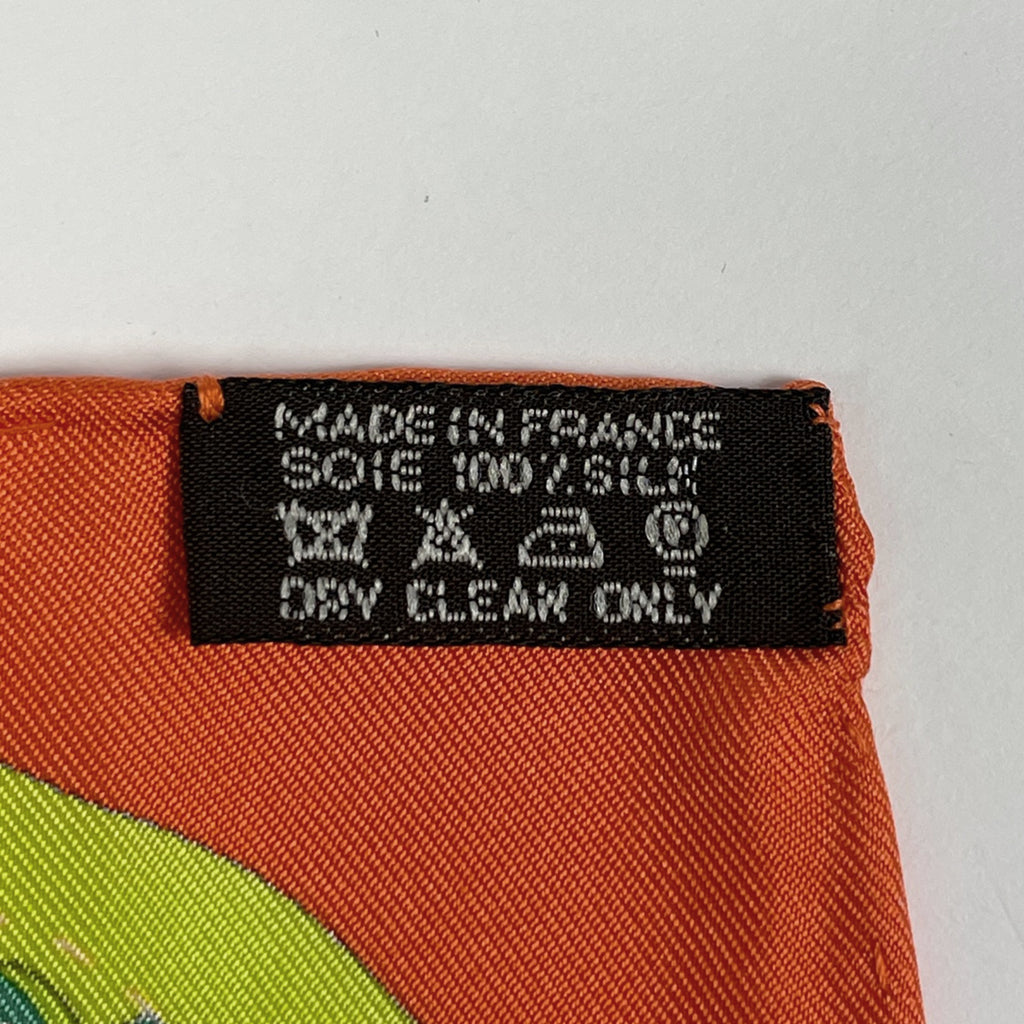 MADE IN FRANCE
SOIE 100% SILK
P
DRY CLEAN ONLY